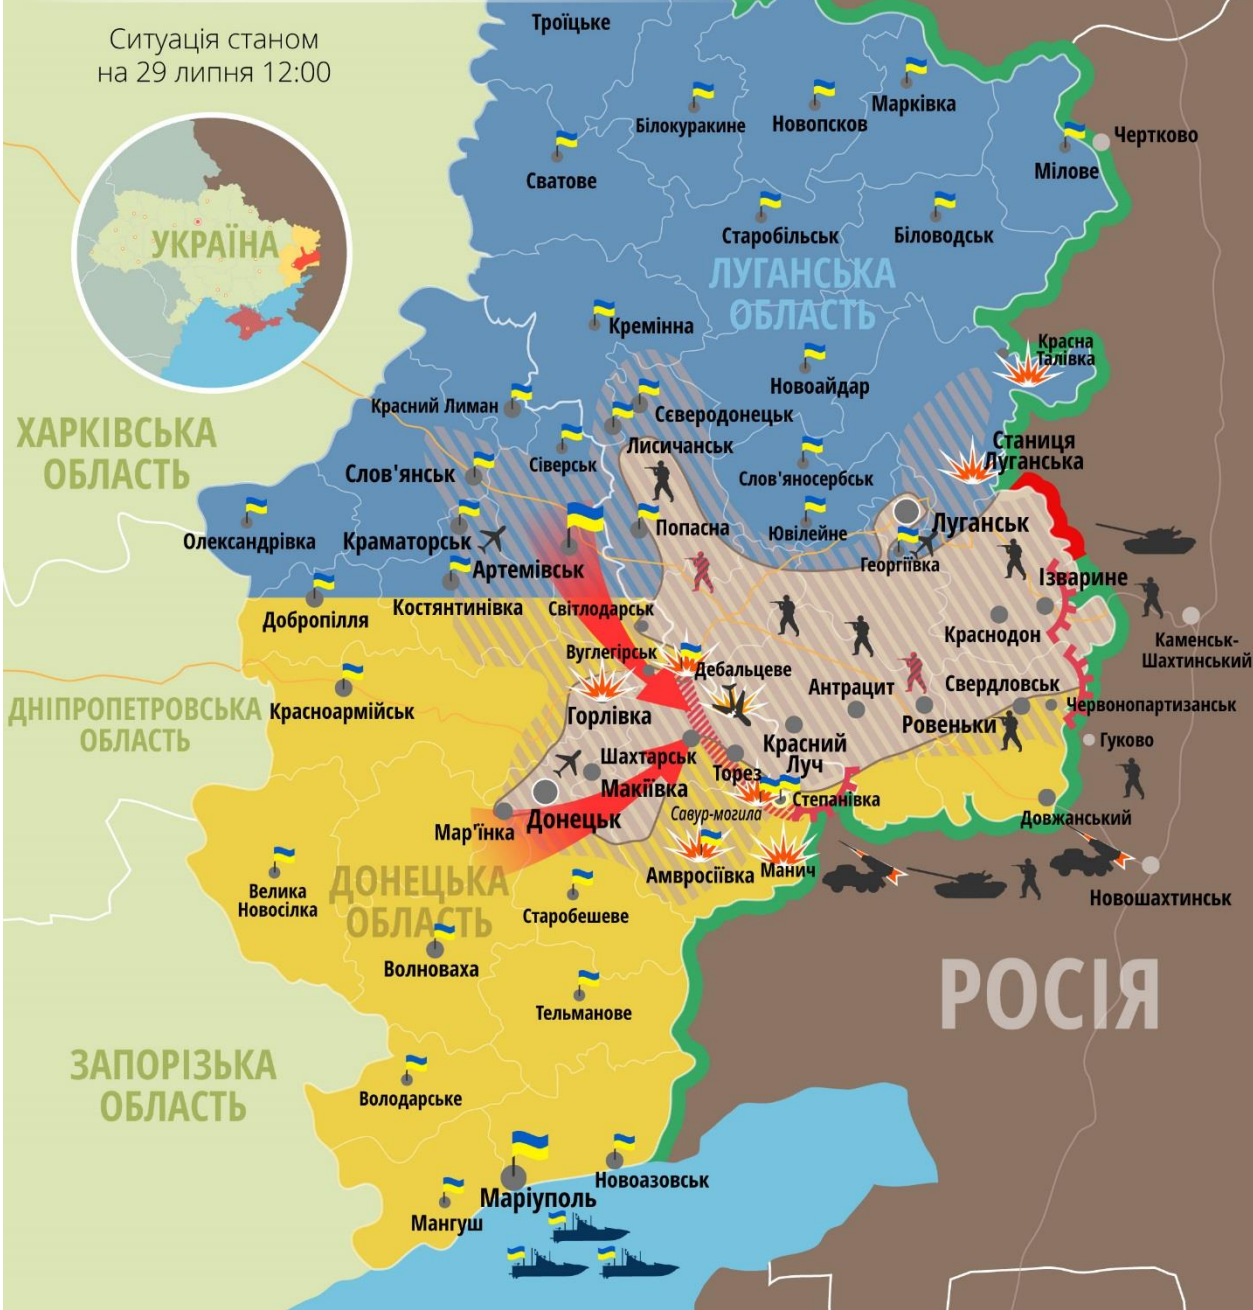 Ситуація станом
на 29 липня 12:00
Троїцьке
Білокуракине
Новопсков
Марківка
Чертково
Мілове
Сватове
Старобільськ
Біловодськ
УКРАЇНА
ЛУГАНСЬКА
ОБЛАСТЬ
Кремінна
Красна
Талівка
Новоайдар
Красний Лиман
Сєверодонецьк
ХАРКІВСЬКА
ОБЛАСТЬ
Лисичанськ
Станиця
Луганська
Слов'янськ
Сіверськ
Слов'яносербськ
Олександрівка
Краматорськ
Попасна
Ювілейне
Луганськ
Артемівськ
Георгіївка
Ізварине
Добропілля
Костянтинівка
Світлодарськ
Краснодон
Каменськ-
Шахтинський
Вуглегірськ
Дебальцеве
Антрацит
Свердловськ
Червонопартизанськ
ДНІПРОПЕТРОВСЬКА
ОБЛАСТЬ
Красноармійськ
Горлівка
Ровеньки
Гуково
Красний
Луч
Шахтарськ
Торез
Макіївка
Степанівка
Савур-могила
Мар'їнка
Донецьк
Довжанський
Амвросіївка
Манич
ДОНЕЦЬКА
ОБЛАСТЬ
Велика
Новосілка
Старобешеве
Новошахтинськ
Волноваха
РОСІЯ
Тельманове
ЗАПОРІЗЬКА
ОБЛАСТЬ
Володарське
Новоазовськ
Маріуполь
Мангуш